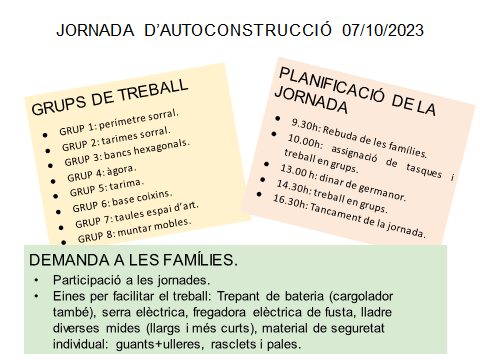 JORNADA D'AUTOCONSTRUCCIÓ 07/10/2023
GRUPS DE TREBALL
• GRUP 1: perímetre sorral.
• GRUP 2: tarimes sorral.
• GRUP 3: bancs hexagonals.
• GRUP 4: àgora.
• GRUP 5: tarima.
• GRUP 6: base coixins.
• GRUP 7: taules espai d'art.
• GRUP 8: muntar mobles.
PLANIFICACIÓ DE LA
JORNADA
• 9.30h: Rebuda de les famílies.
• 10.00h: assignació de tasques i
treball en grups.
• 13.00 h: dinar de germanor.
• 14.30h: treball en grups.
• 16.30h: Tancament de la jornada.
DEMANDA A LES FAMÍLIES.
• Participació a les jornades.
• Eines per facilitar el treball: Trepant de bateria (cargolador
també), serra elèctrica, fregadora elèctrica de fusta, lladre
diverses mides (llargs i més curts), material de seguretat
individual: guants+ulleres, rasclets i pales.